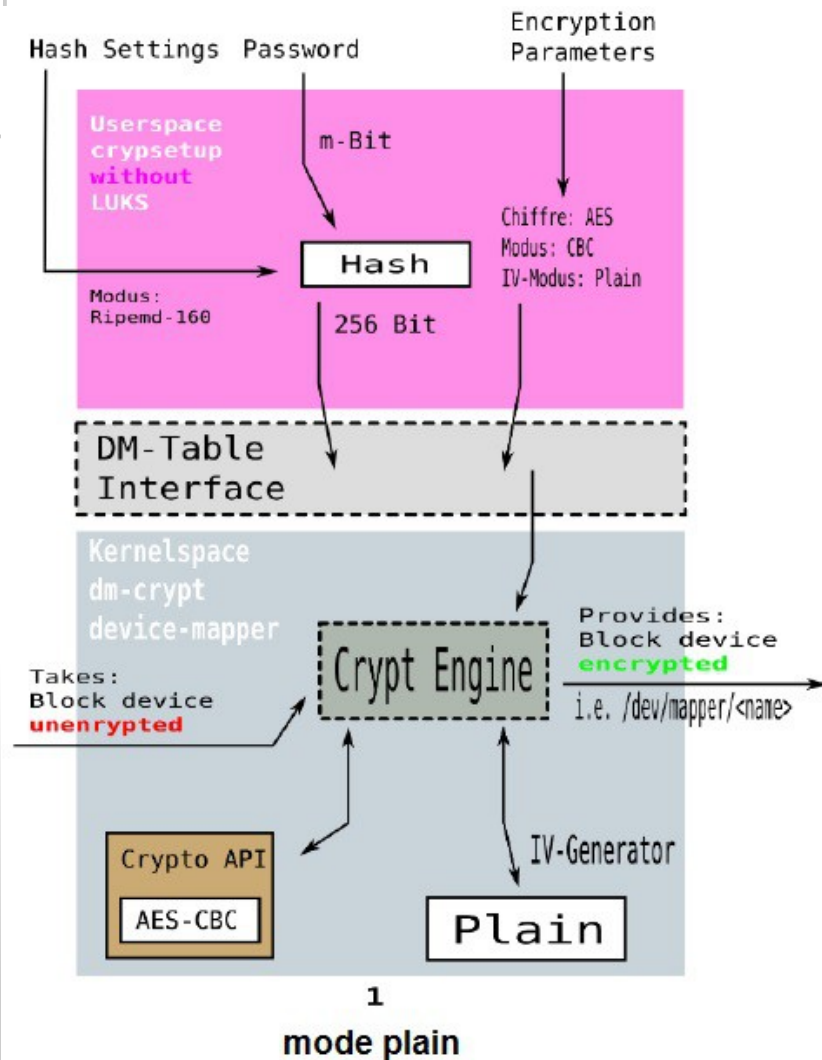 Hash Settings
Password
Encryption
Parameters
Userspace
crypsetup
without
LUKS
m-Bit
Chiffre: AES
Modus: CBC
IV-Modus: Plain
Hash
Modus:
Ripemd-160
256 Bit
DM-Table
Interface
Kernelspace
dm-crypt
device-mapper
Crypt Engine
Provides:
Block device
encrypted
i.e. /dev/mapper/<name>
Takes:
Block device
unenrypted
Crypto API
AES-CBC
IV-Generator
Plain
1
mode plain